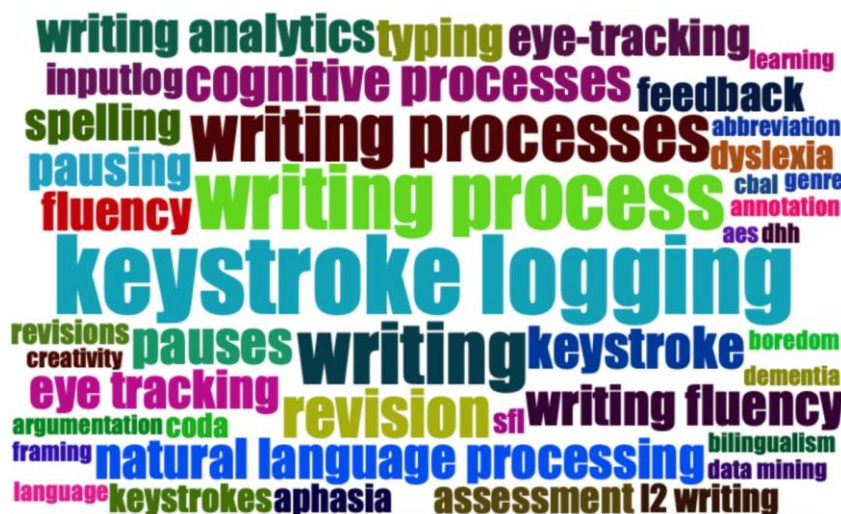 writing analytics typing eye-tracking learning
inputlog cognitive processes feedback
spelling writing processes abbreviation
dyslexia
pausing writing process cbal genre
fluency annotation
aes dhh
keystroke logging
revisions pauses writing keystroke boredom
creativity
eye tracking revision writing fluency dementia
argumentation coda sfl
framing natural language processing bilingualism
data mining
language keystrokes aphasia assessment l2 writing